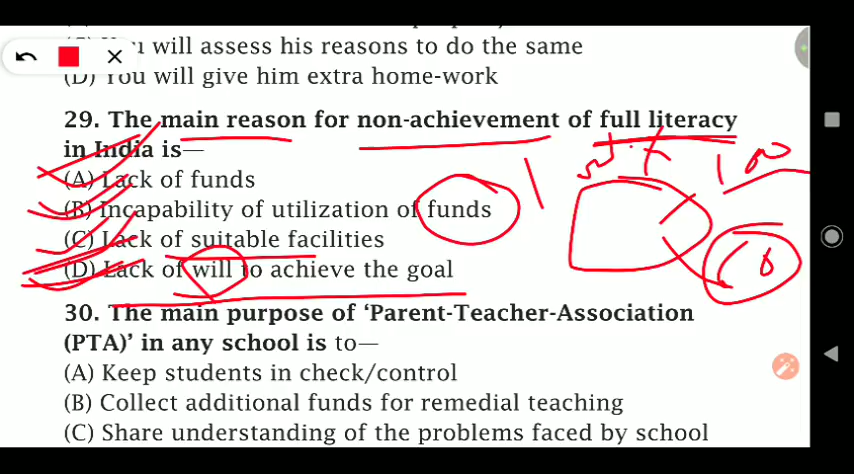 (C) You will assess his reasons to do the same
(D) You will give him extra home-work
29. The main reason for non-achievement of full literacy
in India is—
(A) Lack of funds
(B) Incapability of utilization of funds
(C) Lack of suitable facilities
(D) Lack of will to achieve the goal
30. The main purpose of ‘Parent-Teacher-Association
(PTA)’ in any school is to—
(A) Keep students in check/control
(B) Collect additional funds for remedial teaching
(C) Share understanding of the problems faced by school